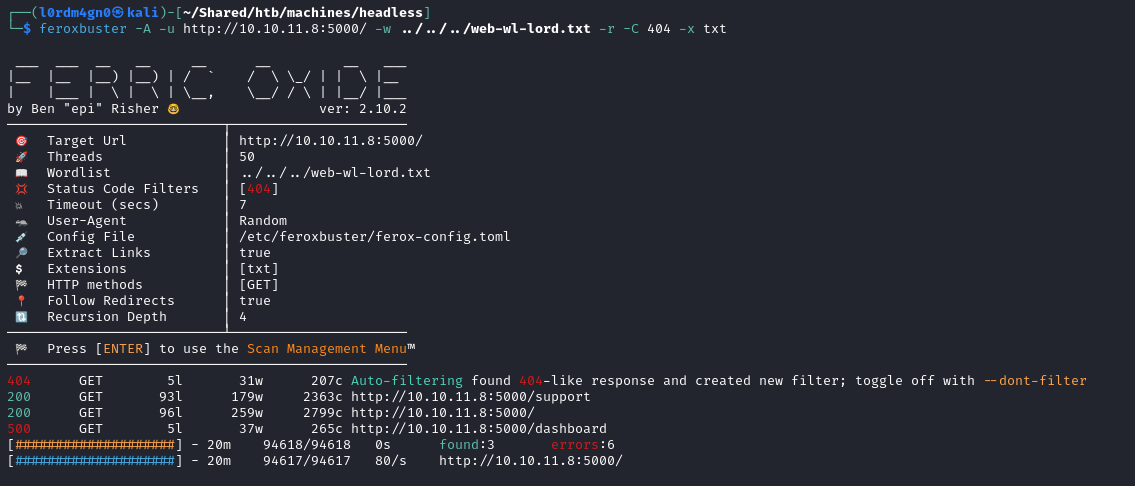 ┌──(l0rdm4gn0㉿kali)-[~/Shared/htb/machines/headless]
└─$ feroxbuster -A -u http://10.10.11.8:5000/ -w ../../../web-wl-lord.txt -r -C 404 -x txt
FERRIC OXIDE
by Ben "epi" Risher 🤓 ver: 2.10.2
🎯 Target Url │ http://10.10.11.8:5000/
🚀 Threads │ 50
📖 Wordlist │ ../../../web-wl-lord.txt
💢 Status Code Filters │ [404]
💥 Timeout (secs) │ 7
🦡 User-Agent │ Random
💉 Config File │ /etc/feroxbuster/ferox-config.toml
🔎 Extract Links │ true
💲 Extensions │ [txt]
🏁 HTTP methods │ [GET]
📍 Follow Redirects │ true
🔃 Recursion Depth │ 4
🏁 Press [ENTER] to use the Scan Management Menu™
404 GET 5l 31w 207c Auto-filtering found 404-like response and created new filter; toggle off with --dont-filter
200 GET 93l 179w 2363c http://10.10.11.8:5000/support
200 GET 96l 259w 2799c http://10.10.11.8:5000/
500 GET 5l 37w 265c http://10.10.11.8:5000/dashboard
[####################] - 20m 94618/94618 0s found:3 errors:6
[####################] - 20m 94617/94617 80/s http://10.10.11.8:5000/